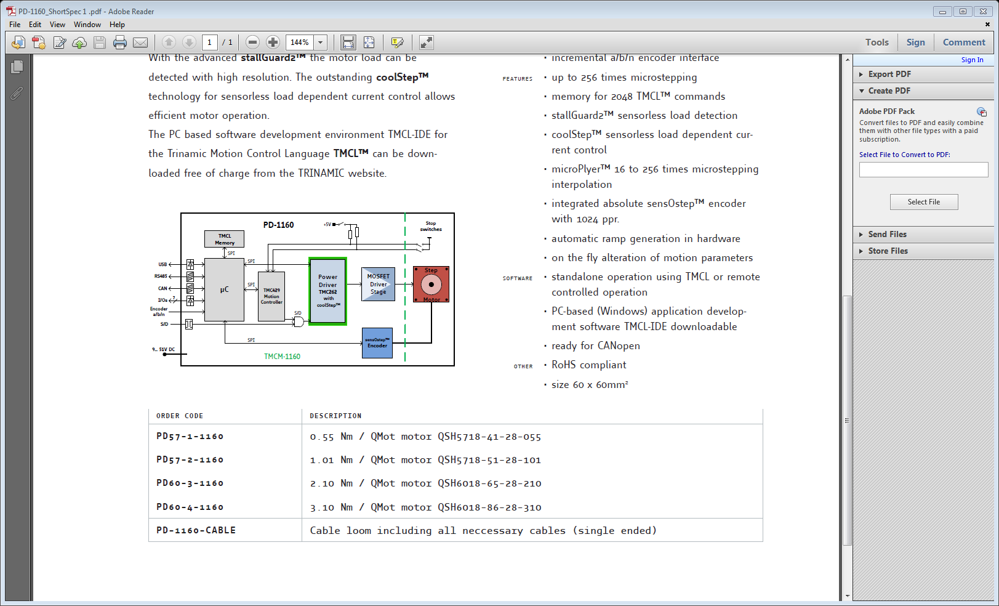 PD-1160_ShortSpec 1 .pdf - Adobe Reader
File Edit View Window Help
1 / 1 144% Tools Sign Comment
With the advanced stallGuard2™ the motor load can be
detected with high resolution. The outstanding coolStep™
technology for sensorless load dependent current control allows
efficient motor operation.
The PC based software development environment TMCL-IDE for
the Trinamic Motion Control Language TMCL™ can be down-
loaded free of charge from the TRINAMIC website.
PD-1160
+5V
Stop
switches
TMCL
Memory
SPI
USB
RS485
CAN
7
I/Os
Encoder
a/b/n
S/D
9... 51V DC
µC
SPI
SPI
TMC429
Motion
Controller
S/D
Power
Driver
TMC262
with
coolStep™
MOSFET
Driver
Stage
Step
Motor
SPI
sensOstep™
Encoder
TMCM-1160
· incremental a/b/n encoder interface
FEATURES · up to 256 times microstepping
· memory for 2048 TMCL™ commands
· stallGuard2™ sensorless load detection
· coolStep™ sensorless load dependent cur-
rent control
· microPlyer™ 16 to 256 times microstepping
interpolation
· integrated absolute sensOstep™ encoder
with 1024 ppr.
· automatic ramp generation in hardware
· on the fly alteration of motion parameters
SOFTWARE · standalone operation using TMCL or remote
controlled operation
· PC-based (Windows) application develop-
ment software TMCL-IDE downloadable
· ready for CANopen
OTHER · RoHS compliant
· size 60 x 60mm²
ORDER CODE DESCRIPTION
PD57-1-1160 0.55 Nm / QMot motor QSH5718-41-28-055
PD57-2-1160 1.01 Nm / QMot motor QSH5718-51-28-101
PD60-3-1160 2.10 Nm / QMot motor QSH6018-65-28-210
PD60-4-1160 3.10 Nm / QMot motor QSH6018-86-28-310
PD-1160-CABLE Cable loom including all neccessary cables (single ended)
Sign In
Export PDF
Create PDF
Adobe PDF Pack
Convert files to PDF and easily combine
them with other file types with a paid
subscription.
Select File to Convert to PDF:
Select File
Send Files
Store Files